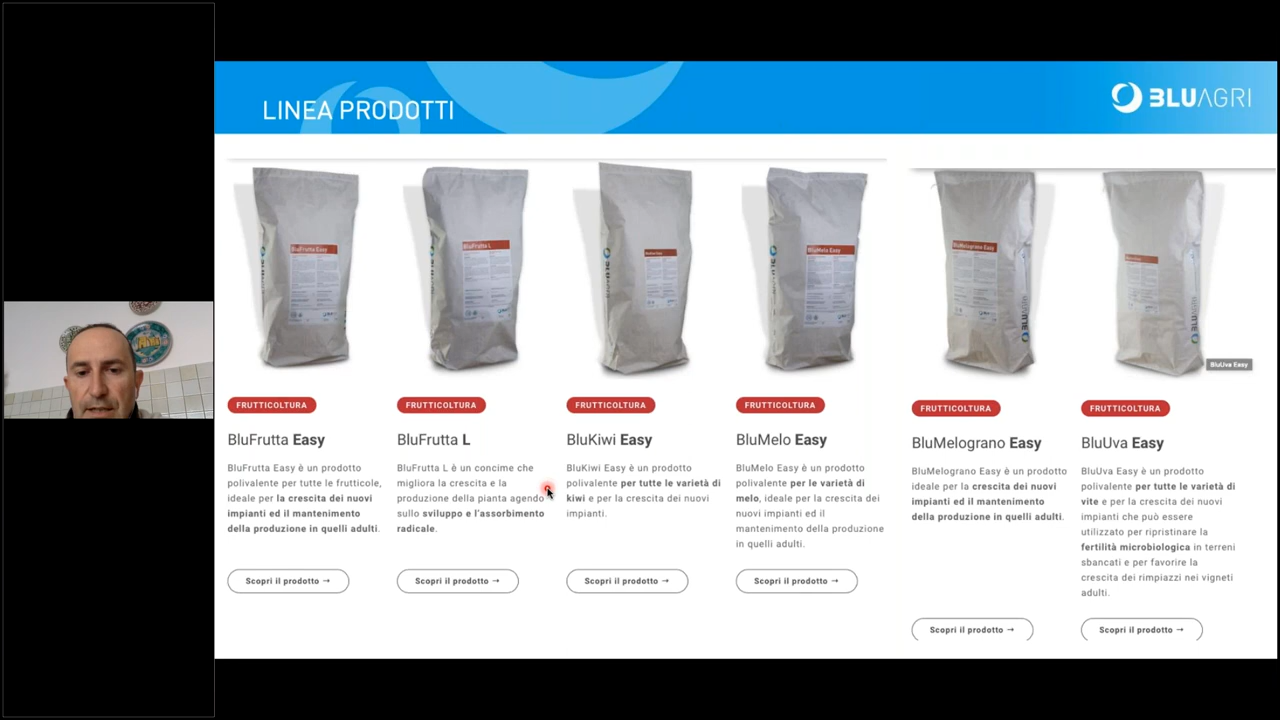 LINEA PRODOTTI
BLUAGRI
BluFrutta Easy
BluFrutta L
BluMelo Easy
BluMelograno Easy
BluUva Easy
FRUTTICOLTURA
BluFrutta Easy
BluFrutta Easy è un prodotto
polivalente per tutte le frutticole,
ideale per la crescita dei nuovi
impianti ed il mantenimento
della produzione in quelli adulti.
Scopri il prodotto →
FRUTTICOLTURA
BluFrutta L
BluFrutta L è un concime che
migliora la crescita e la
produzione della pianta agendo
sullo sviluppo e l'assorbimento
radicale.
Scopri il prodotto →
FRUTTICOLTURA
BluKiwi Easy
BluKiwi Easy è un prodotto
polivalente per tutte le varietà di
kiwi e per la crescita dei nuovi
impianti.
Scopri il prodotto →
FRUTTICOLTURA
BluMelo Easy
BluMelo Easy è un prodotto
polivalente per le varietà di
melo, ideale per la crescita dei
nuovi impianti ed il
mantenimento della produzione
in quelli adulti.
Scopri il prodotto →
FRUTTICOLTURA
BluMelograno Easy
BluMelograno Easy è un prodotto
ideale per la crescita dei nuovi
impianti ed il mantenimento
della produzione in quelli adulti.
Scopri il prodotto →
FRUTTICOLTURA
BluUva Easy
BluUva Easy è un prodotto
polivalente per tutte le varietà di
vite e per la crescita dei nuovi
impianti che può essere
utilizzato per ripristinare la
fertilità microbiologica in terreni
sbancati e per favorire la
crescita dei rimpiazzi nei vigneti
adulti.
Scopri il prodotto →